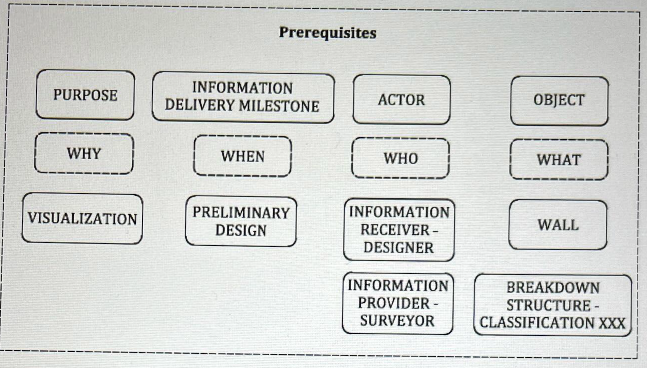 Prerequisites
PURPOSE
INFORMATION
DELIVERY MILESTONE
ACTOR
OBJECT
WHY
WHEN
WHO
WHAT
VISUALIZATION
PRELIMINARY
DESIGN
INFORMATION
RECEIVER -
DESIGNER
WALL
INFORMATION
PROVIDER -
SURVEYOR
BREAKDOWN
STRUCTURE -
CLASSIFICATION XXX